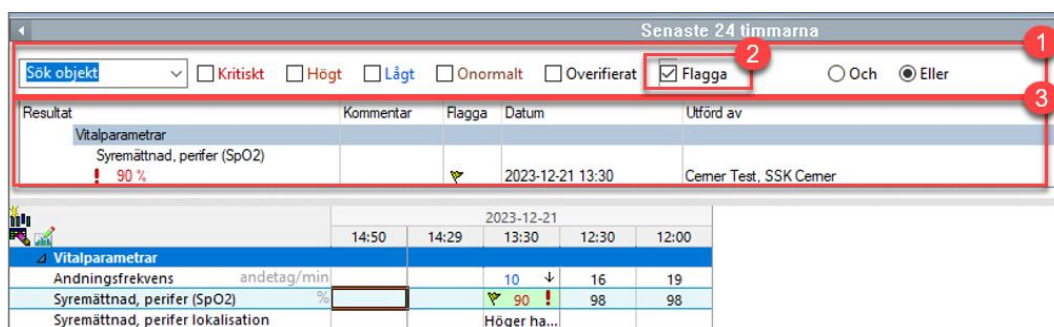 Senaste 24 timmarna
1
2
Sök objekt Kritiskt Högt Lågt Onormalt Overifierat Flagga Och Eller
3
Resultat Kommentar Flagga Datum Utförd av
Vitalparametrar
Syremättnad, perifer (SpO2)
! 90 % 2023-12-21 13:30 Cerner Test, SSK Cerner
2023-12-21
14:50 14:29 13:30 12:30 12:00
Vitalparametrar
Andningsfrekvens andetag/min 10 ↓ 16 19
Syremättnad, perifer (SpO2) % 90 ! 98 98
Syremättnad, perifer lokalisation Höger ha...